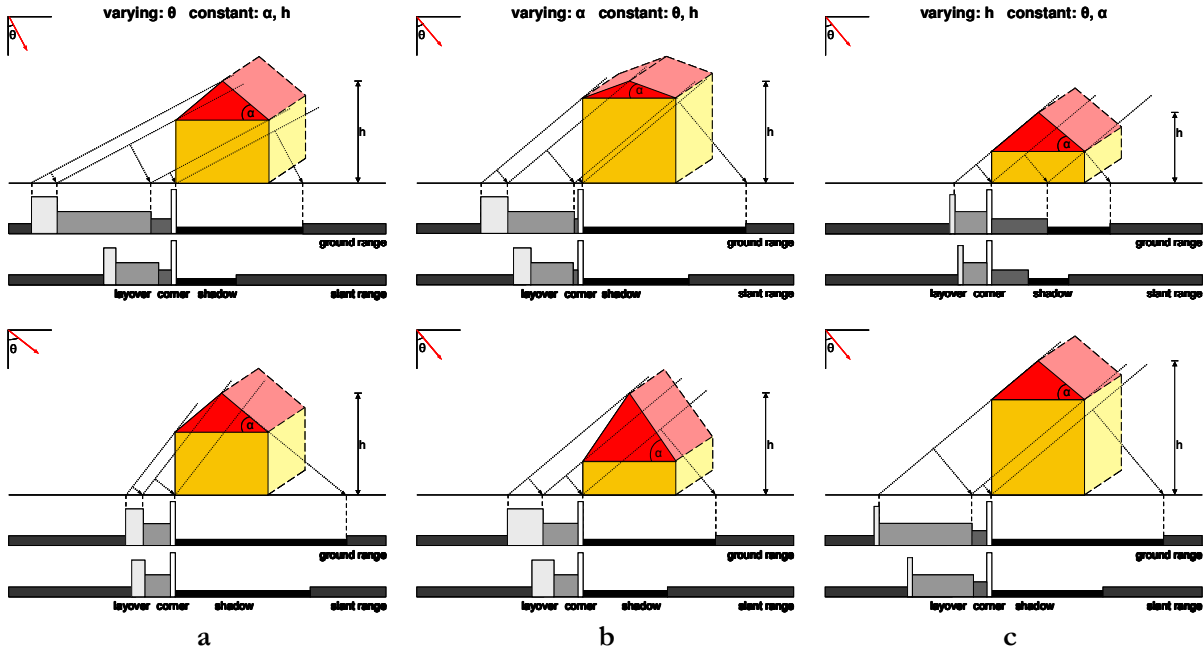 varying: θ constant: α, h
θ
α
h
ground range
layover corner shadow slant range
θ
α
h
ground range
layover corner shadow slant range
a
varying: α constant: θ, h
θ
α
h
ground range
layover corner shadow slant range
θ
α
h
ground range
layover corner shadow slant range
b
varying: h constant: θ, α
θ
α
h
ground range
layover corner shadow slant range
θ
α
h
ground range
layover corner shadow slant range
c